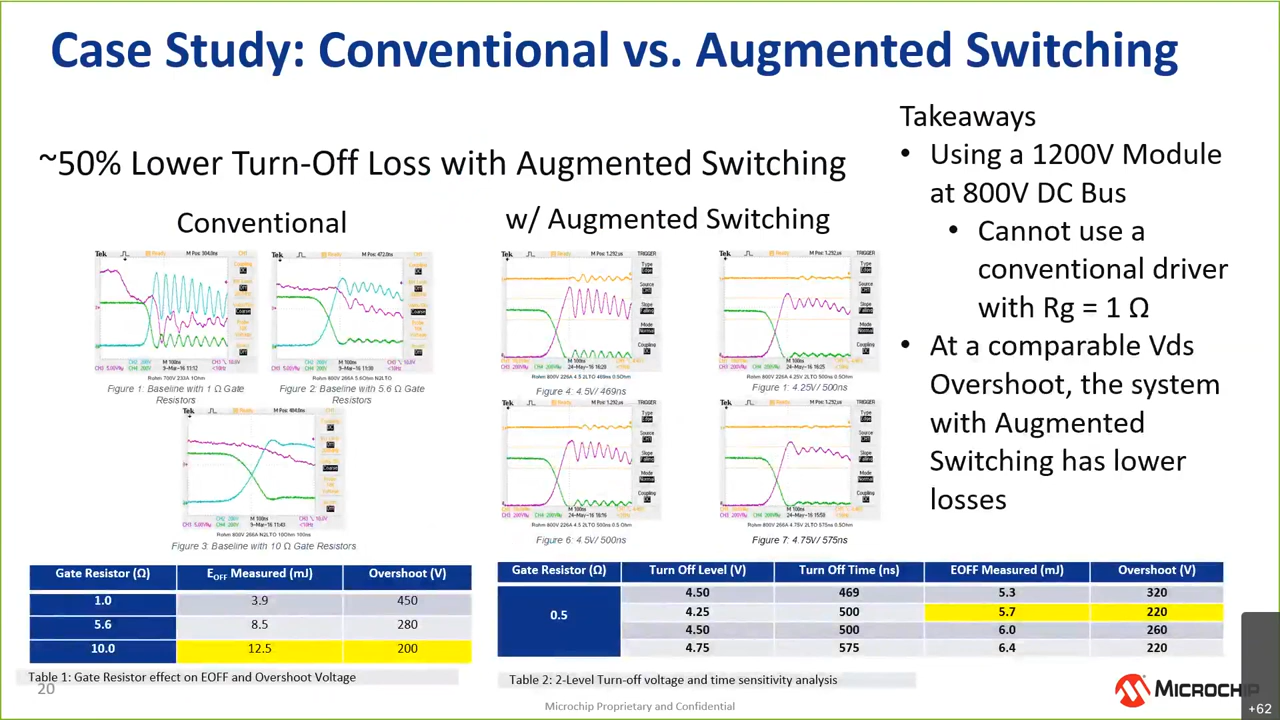 Case Study: Conventional vs. Augmented Switching
~50% Lower Turn-Off Loss with Augmented Switching
Conventional
w/ Augmented Switching
Figure 1: Baseline with 1 Ω Gate
Resistors
Figure 2: Baseline with 5.6 Ω Gate
Resistors
Figure 3: Baseline with 10 Ω Gate Resistors
Figure 4: 4.5V/ 469ns
Figure 1: 4.25V/ 500ns
Figure 6: 4.5V/ 500ns
Figure 7: 4.75V/ 575ns
Takeaways
• Using a 1200V Module
at 800V DC Bus
• Cannot use a
conventional driver
with Rg = 1 Ω
• At a comparable Vds
Overshoot, the system
with Augmented
Switching has lower
losses
Gate Resistor (Ω) EOFF Measured (mJ) Overshoot (V)
1.0 3.9 450
5.6 8.5 280
10.0 12.5 200
Table 1: Gate Resistor effect on EOFF and Overshoot Voltage
Gate Resistor (Ω) Turn Off Level (V) Turn Off Time (ns) EOFF Measured (mJ) Overshoot (V)
0.5
4.50 469 5.3 320
4.25 500 5.7 220
4.50 500 6.0 260
4.75 575 6.4 220
Table 2: 2-Level Turn-off voltage and time sensitivity analysis
20
Microchip Proprietary and Confidential
MICROCHIP
+62